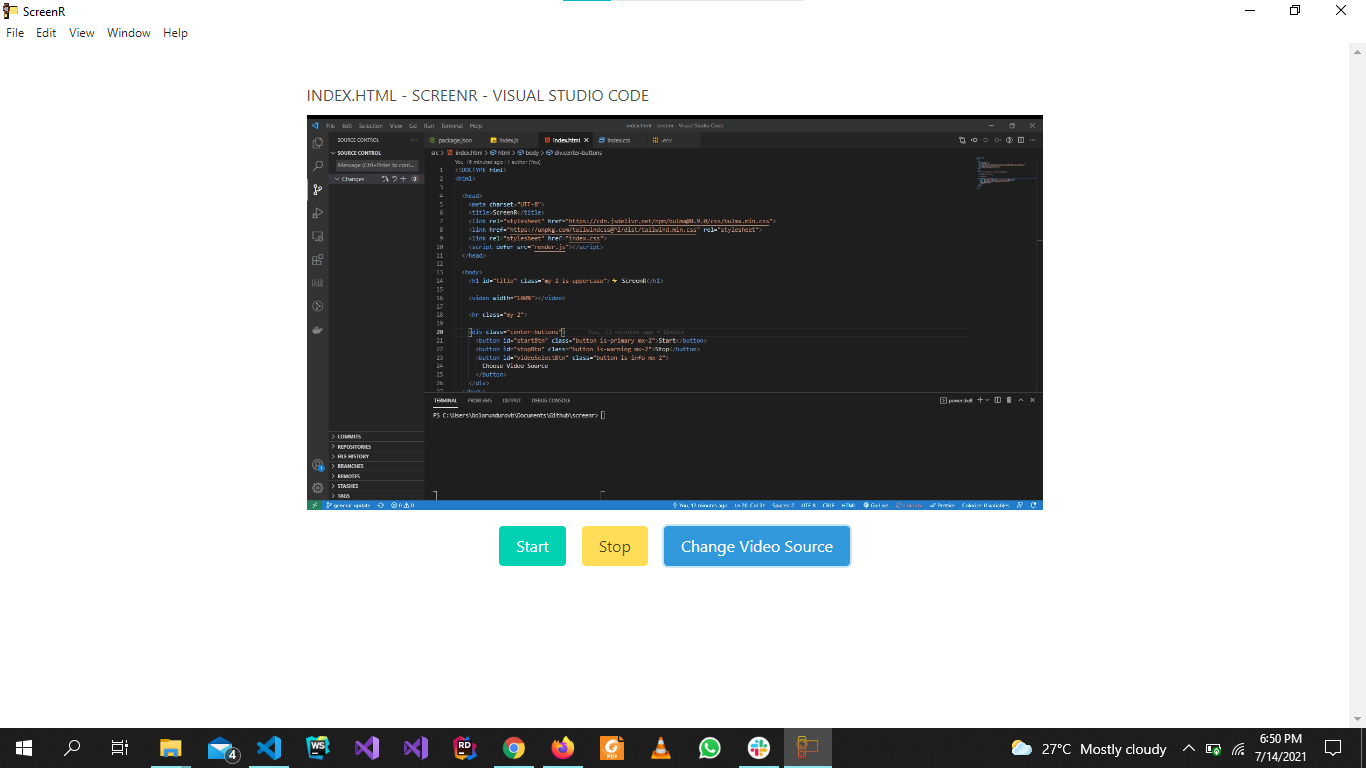 ScreenR
File Edit View Window Help
INDEX.HTML - SCREENR - VISUAL STUDIO CODE
File Edit Selection View Go Run Terminal Help
index.html - screenr - Visual Studio Code
SOURCE CONTROL
package.json
index.js
index.html
index.css
.env
SOURCE CONTROL
src > index.html > html > body > div.center-buttons
Message (Ctrl+Enter to com...
You, 14 minutes ago | 1 author (You)
Changes
1 <!DOCTYPE html>
2 <html>
3
4 <head>
5 <meta charset="UTF-8">
6 <title>ScreenR</title>
7 <link rel="stylesheet" href="https://cdn.jsdelivr.net/npm/bulma@0.9.0/css/bulma.min.css">
8 <link href="https://unpkg.com/tailwindcss@^2/dist/tailwind.min.css" rel="stylesheet">
9 <link rel="stylesheet" href="index.css">
10 <script defer src="render.js"></script>
11 </head>
12
13 <body>
14 <h1 id="title" class="my-2 is-uppercase">⚡ ScreenR</h1>
15
16 <video width="100%"></video>
17
18 <hr class="my-2">
19
20 <div class="center-buttons"> You, 12 minutes ago • Update
21 <button id="startBtn" class="button is-primary mx-2">Start</button>
22 <button id="stopBtn" class="button is-warning mx-2">Stop</button>
23 <button id="videoSelectBtn" class="button is-info mx-2">
24 Choose Video Source
25 </button>
26 </div>
27 </body>
TERMINAL PROBLEMS OUTPUT DEBUG CONSOLE
powershell
PS C:\Users\bolorundurovb\Documents\Github\screenr>
COMMITS
REPOSITORIES
FILE HISTORY
BRANCHES
REMOTES
STASHES
TAGS
general_update
0 0
You, 12 minutes ago Ln 20, Col 31 Spaces: 2 UTF-8 CRLF HTML Go Live Colorize Prettier Colorize: 0 variables
Start
Stop
Change Video Source
4
WS
RD
PDF
27°C Mostly cloudy
6:50 PM
7/14/2021